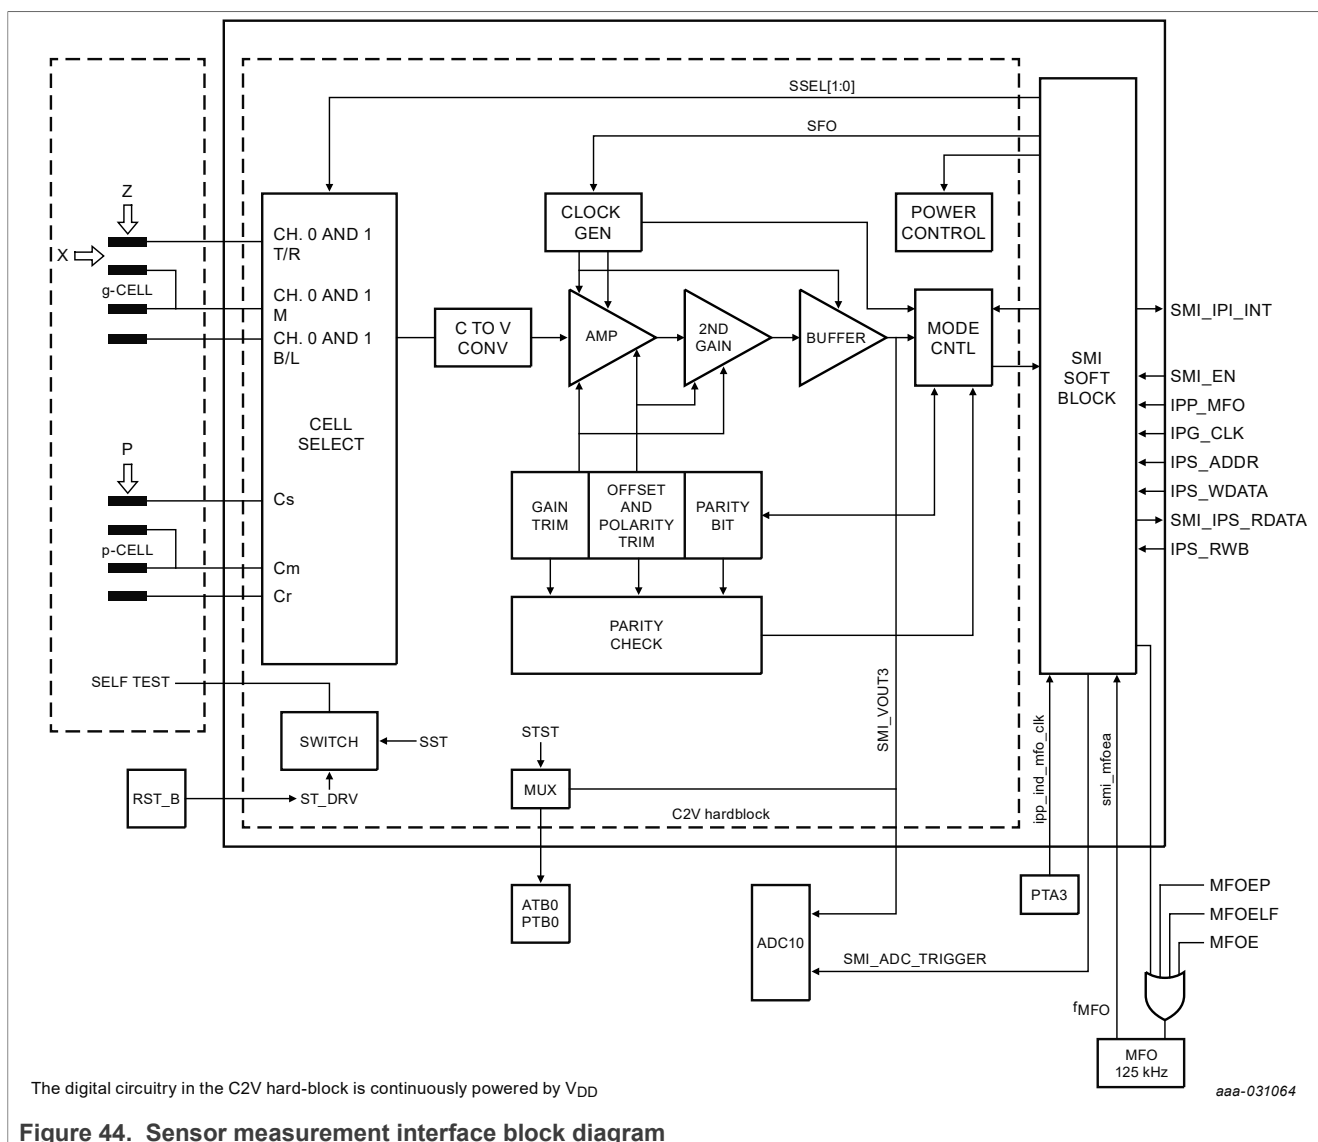 SSEL[1:0]
SFO
Z
X
g-CELL
CH. 0 AND 1
T/R
CH. 0 AND 1
M
CH. 0 AND 1
B/L
CELL
SELECT
P
p-CELL
Cs
Cm
Cr
CLOCK
GEN
POWER
CONTROL
C TO V
CONV
AMP
2ND
GAIN
BUFFER
MODE
CNTL
SMI
SOFT
BLOCK
SMI_IPI_INT
SMI_EN
IPP_MFO
IPG_CLK
IPS_ADDR
IPS_WDATA
SMI_IPS_RDATA
IPS_RWB
GAIN
TRIM
OFFSET
AND
POLARITY
TRIM
PARITY
BIT
PARITY
CHECK
SELF TEST
SWITCH
SST
RST_B
ST_DRV
STST
MUX
C2V hardblock
SMI_VOUT3
ipp_ind_mfo_clk
smi_mfoea
ATB0
PTB0
ADC10
SMI_ADC_TRIGGER
PTA3
MFOEP
MFOELF
MFOE
fMFO
MFO
125 kHz
The digital circuitry in the C2V hard-block is continuously powered by VDD
aaa-031064
Figure 44. Sensor measurement interface block diagram